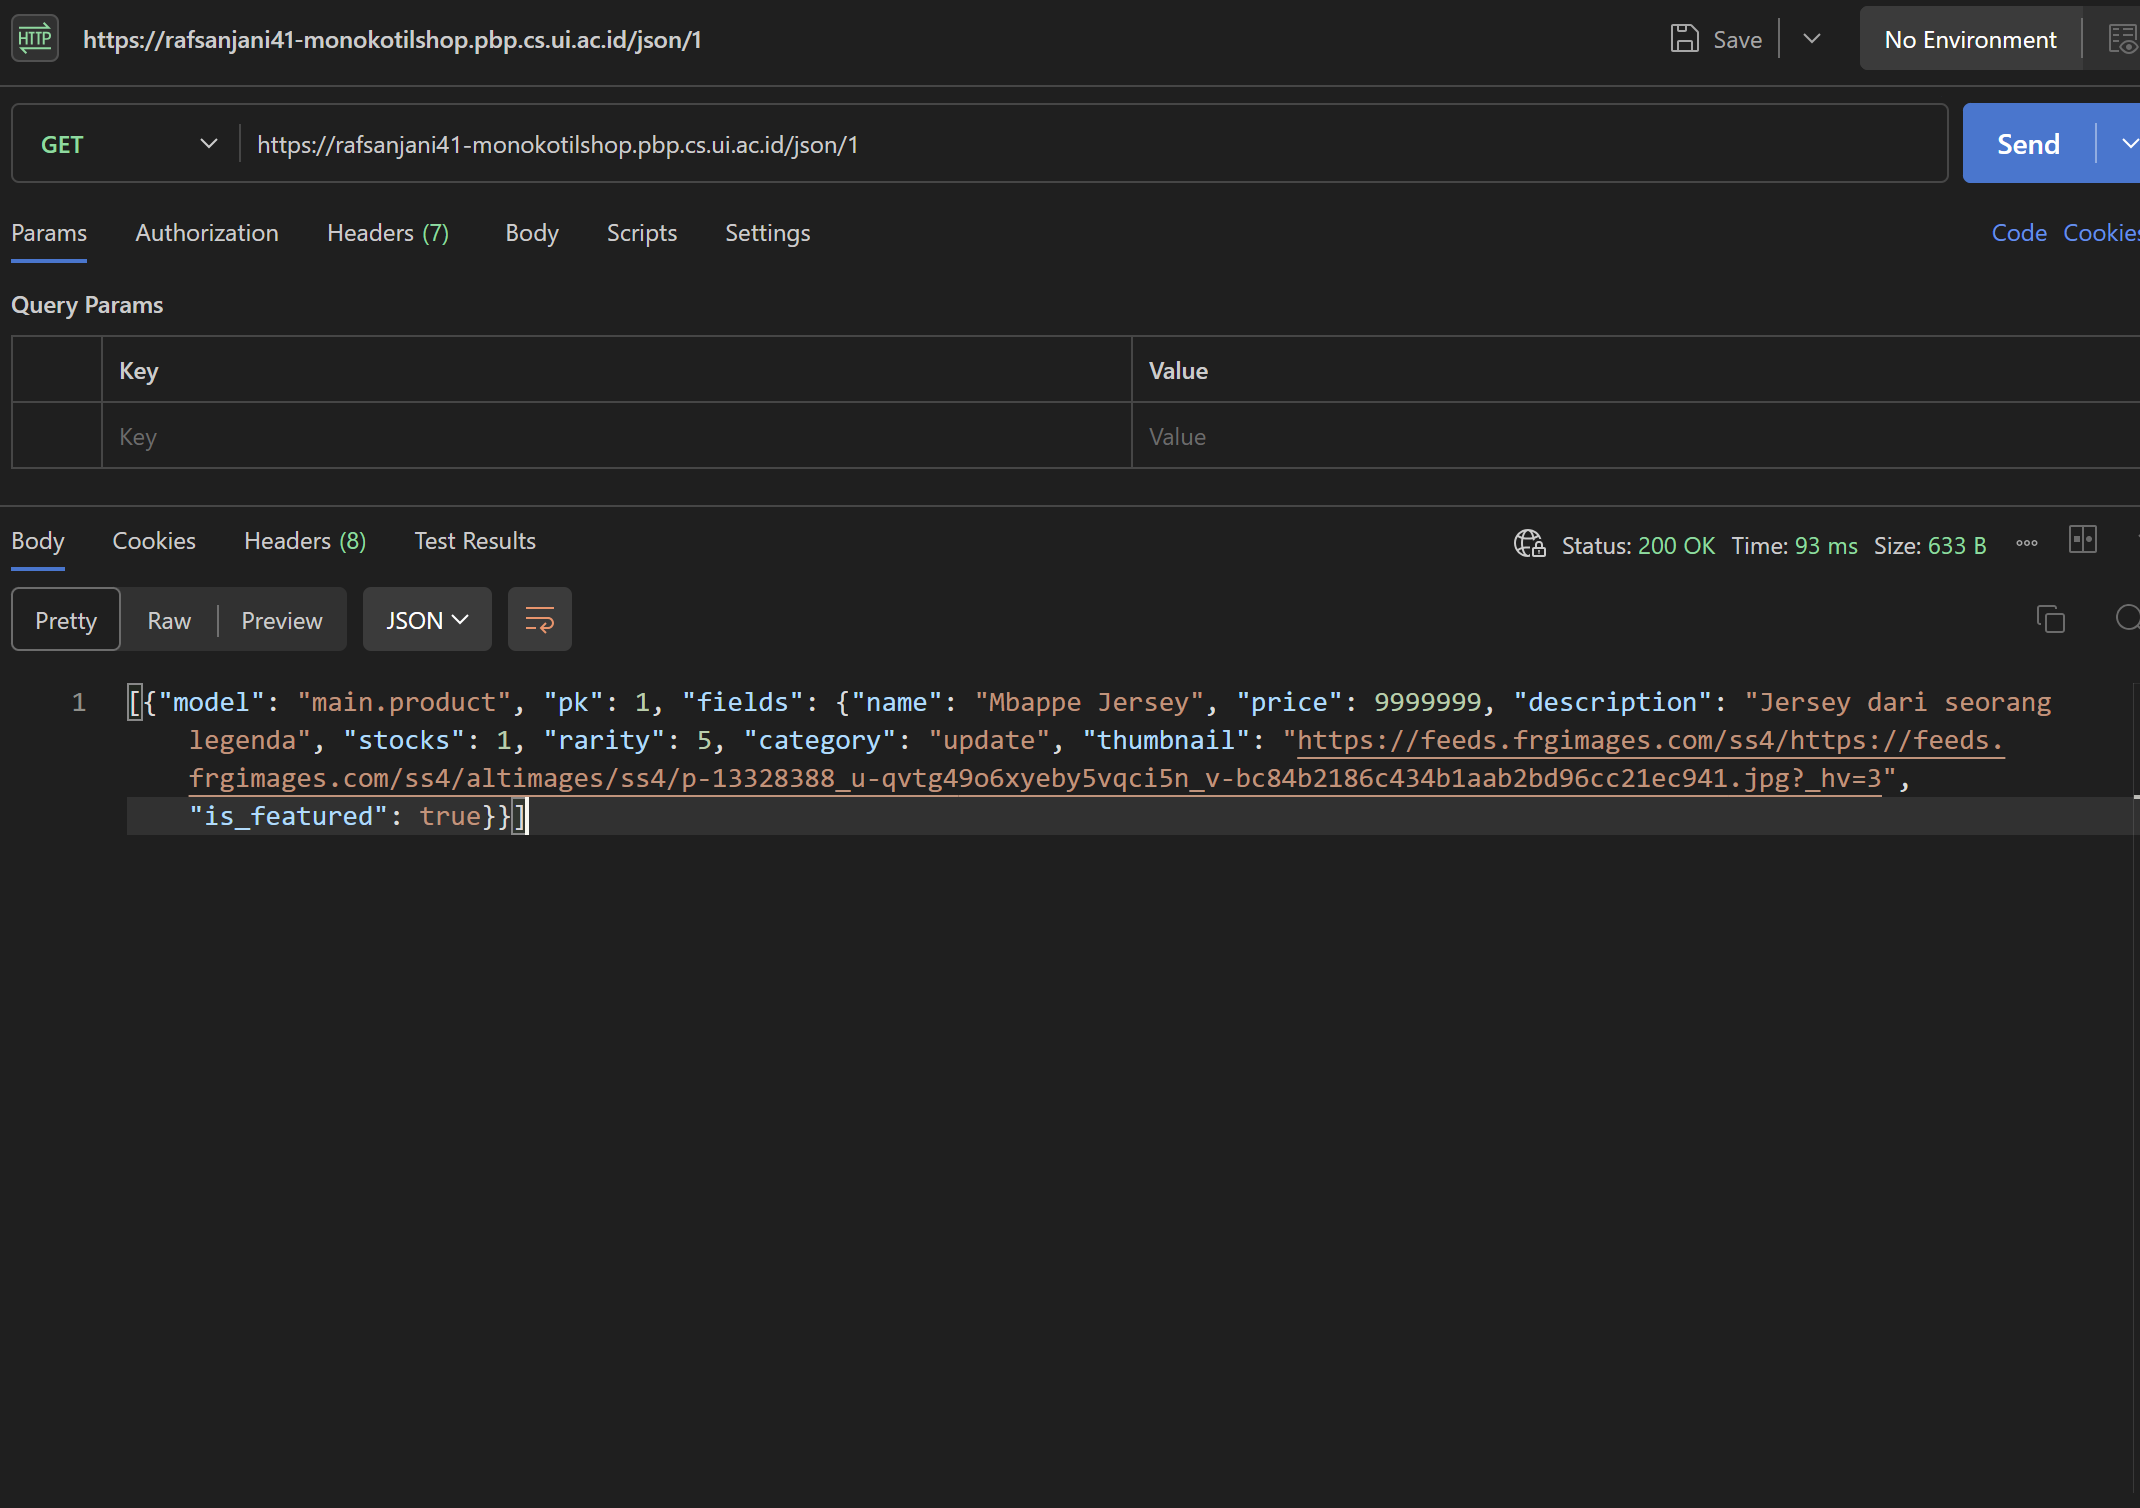 HTTP https://rafsanjani41-monokotilshop.pbp.cs.ui.ac.id/json/1 Save No Environment
GET https://rafsanjani41-monokotilshop.pbp.cs.ui.ac.id/json/1 Send
Params Authorization Headers (7) Body Scripts Settings Code Cookies
Query Params
Key Value
Key Value
Body Cookies Headers (8) Test Results Status: 200 OK Time: 93 ms Size: 633 B
Pretty Raw Preview JSON
1 [{"model": "main.product", "pk": 1, "fields": {"name": "Mbappe Jersey", "price": 9999999, "description": "Jersey dari seorang
legenda", "stocks": 1, "rarity": 5, "category": "update", "thumbnail": "https://feeds.frgimages.com/ss4/https://feeds.
frgimages.com/ss4/altimages/ss4/p-13328388_u-qvtg49o6xyeby5vqci5n_v-bc84b2186c434b1aab2bd96cc21ec941.jpg?_hv=3",
"is_featured": true}}]